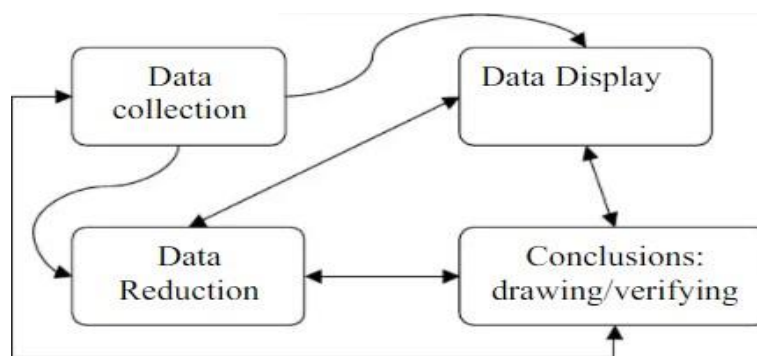 Data
collection
Data Display
Data
Reduction
Conclusions:
drawing/verifying